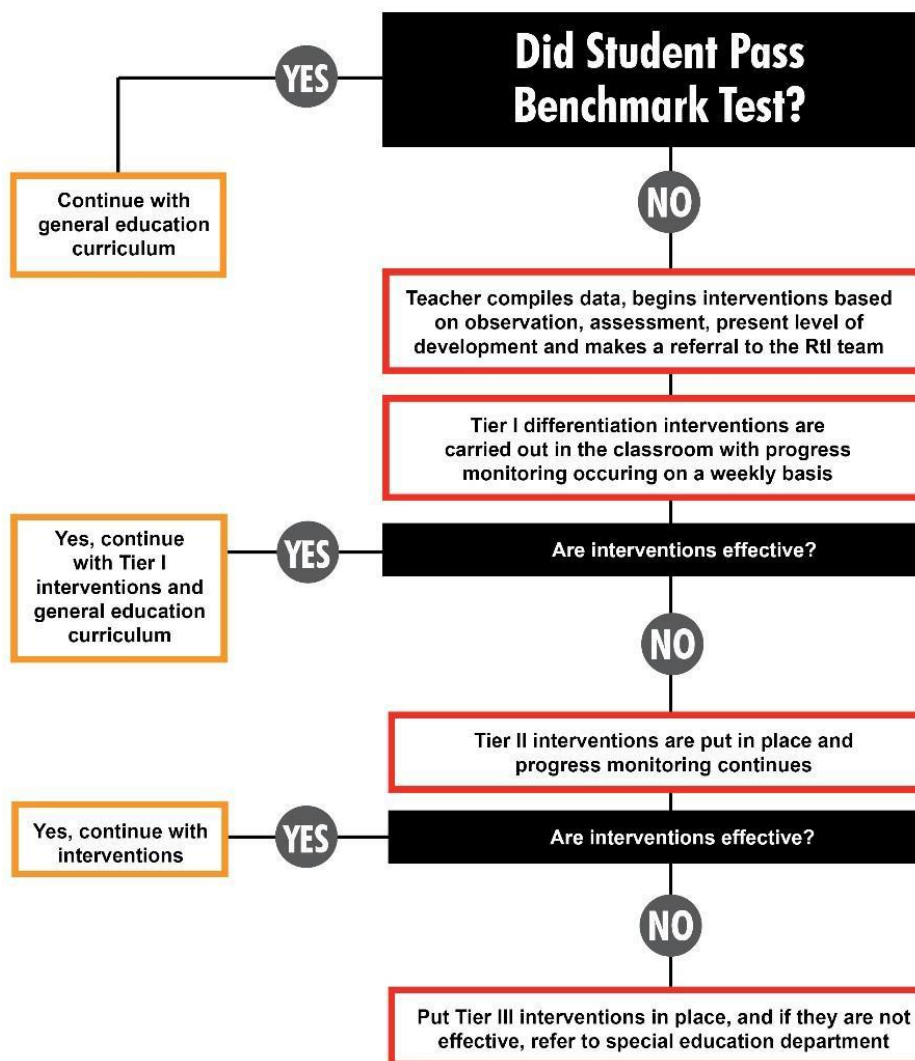 Did Student Pass
Benchmark Test?
YES
Continue with
general education
curriculum
NO
Teacher compiles data, begins interventions based
on observation, assessment, present level of
development and makes a referral to the RtI team
Tier I differentiation interventions are
carried out in the classroom with progress
monitoring occuring on a weekly basis
Are interventions effective?
YES
Yes, continue
with Tier I
interventions and
general education
curriculum
NO
Tier II interventions are put in place and
progress monitoring continues
Are interventions effective?
YES
Yes, continue with
interventions
NO
Put Tier III interventions in place, and if they are not
effective, refer to special education department